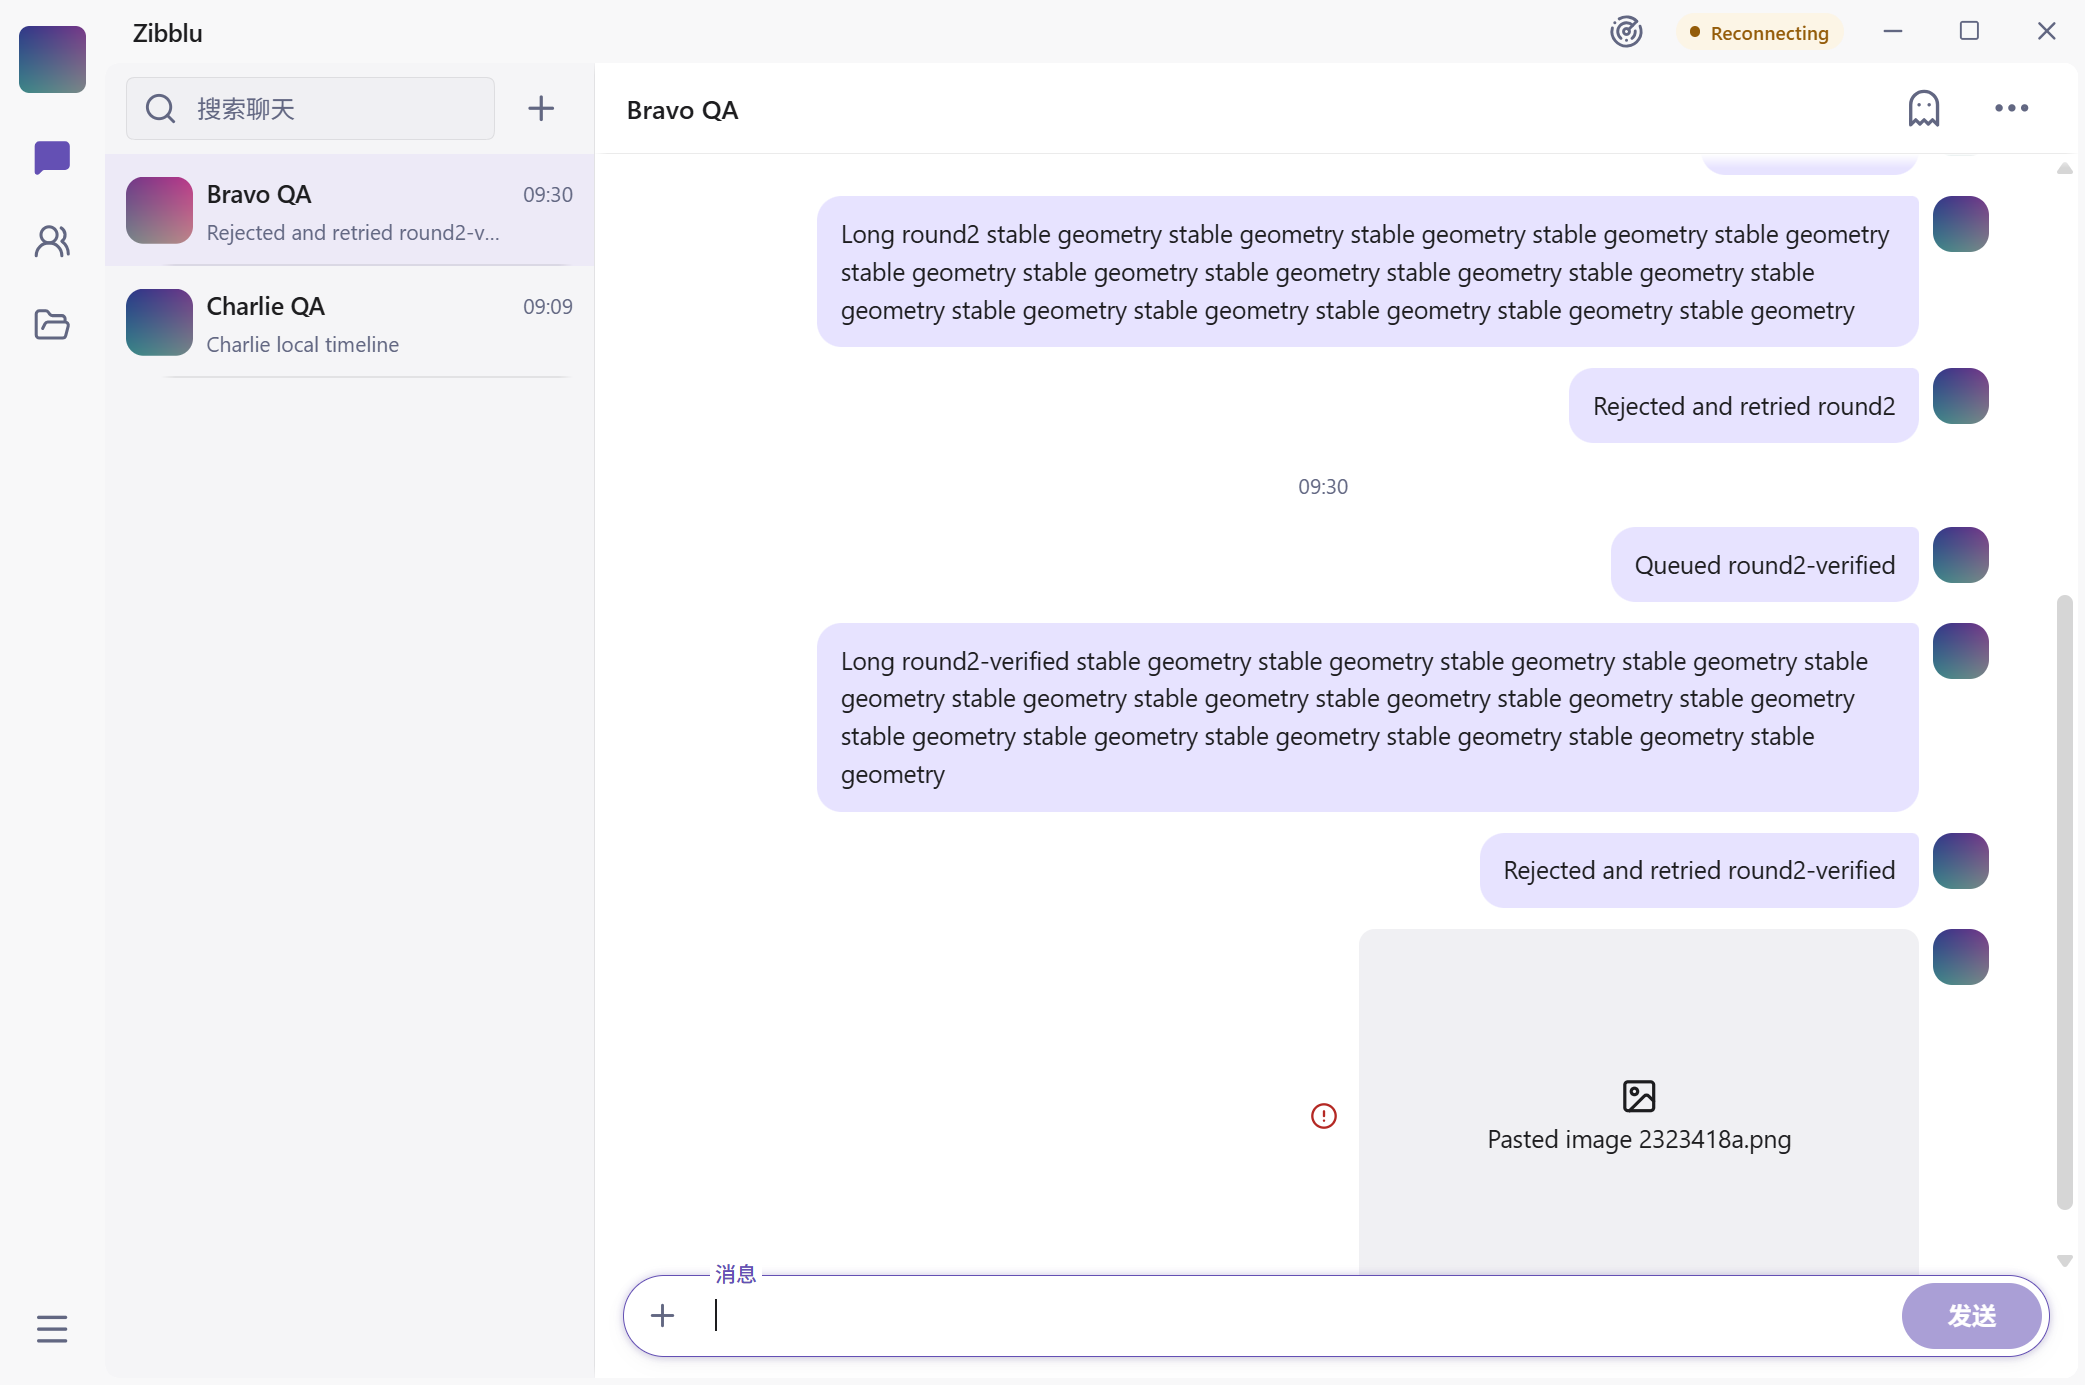 Zibblu
Reconnecting
搜索聊天
Bravo QA
09:30
Rejected and retried round2-v...
Charlie QA
09:09
Charlie local timeline
Bravo QA
Long round2 stable geometry stable geometry stable geometry stable geometry stable geometry
stable geometry stable geometry stable geometry stable geometry stable geometry stable
geometry stable geometry stable geometry stable geometry stable geometry stable geometry
Rejected and retried round2
09:30
Queued round2-verified
Long round2-verified stable geometry stable geometry stable geometry stable geometry stable
geometry stable geometry stable geometry stable geometry stable geometry stable geometry
stable geometry stable geometry stable geometry stable geometry stable geometry stable
geometry
Rejected and retried round2-verified
Pasted image 2323418a.png
消息
发送